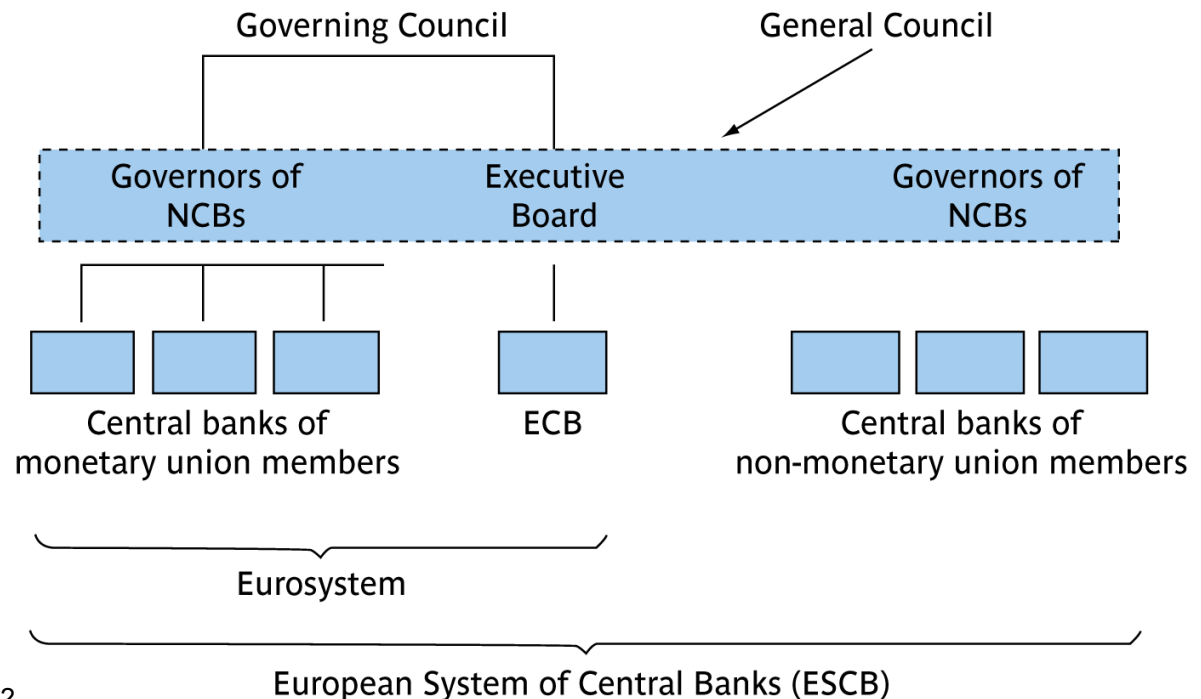 Governing Council
General Council
Governors of
NCBs
Executive
Board
Governors of
NCBs
Central banks of
monetary union members
ECB
Central banks of
non-monetary union members
Eurosystem
European System of Central Banks (ESCB)
2